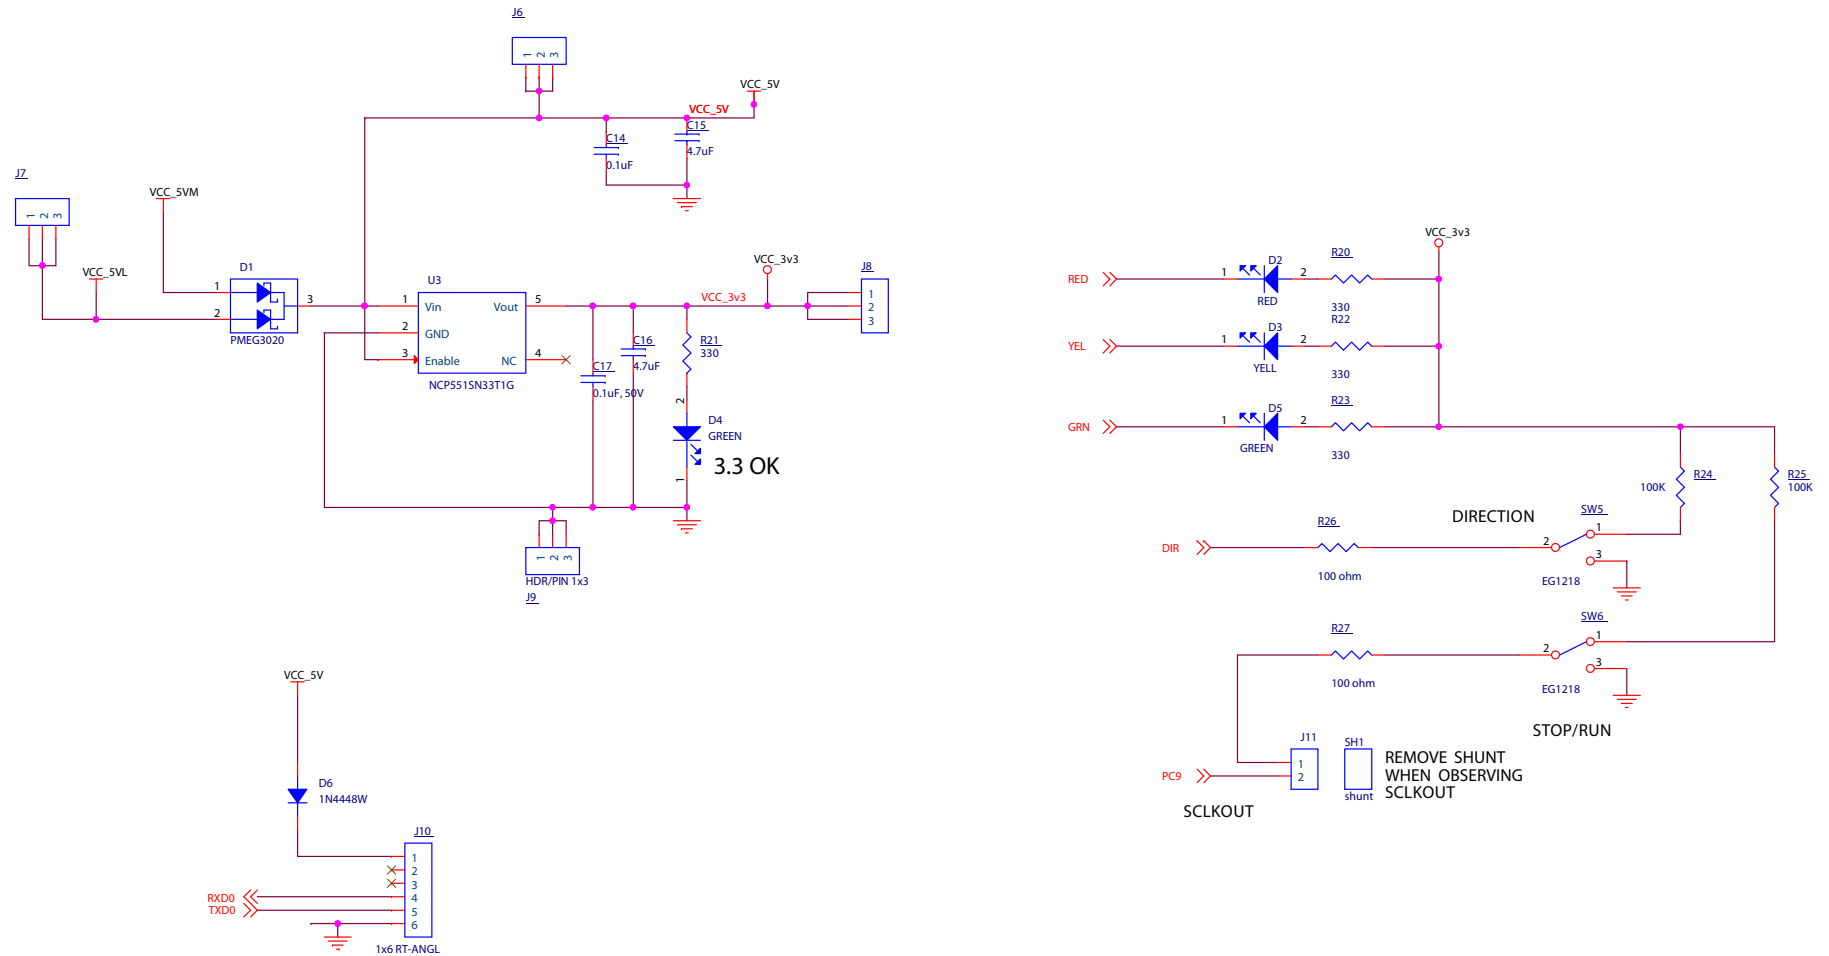 J6
1 2 3
VCC_5V
VCC_5V
C14
0.1uF
C15
4.7uF
J7
1 2 3
VCC_5VM
VCC_5VL
D1
1
2
3
PMEG3020
U3
1 Vin Vout 5
2 GND
3 Enable NC 4
NCP551SN33T1G
C17
0.1uF, 50V
C16
4.7uF
R21
330
VCC_3v3
VCC_3v3
J8
1
2
3
2
D4
GREEN
3.3 OK
1
1 2 3
HDR/PIN 1x3
J9
VCC_5V
D6
1N4448W
J10
1
2
3
4
5
6
RXD0
TXD0
1x6 RT-ANGL
VCC_3v3
RED
1 D2 2
RED
R20
330
YEL
1 D3 2
YELL
R22
330
GRN
1 D5 2
GREEN
R23
330
R24
100K
R25
100K
DIRECTION
DIR
R26
100 ohm
SW5
2 1
3
EG1218
R27
100 ohm
SW6
2 1
3
EG1218
STOP/RUN
J11
1
2
PC9
SCLKOUT
SH1
shunt
REMOVE SHUNT
WHEN OBSERVING
SCLKOUT